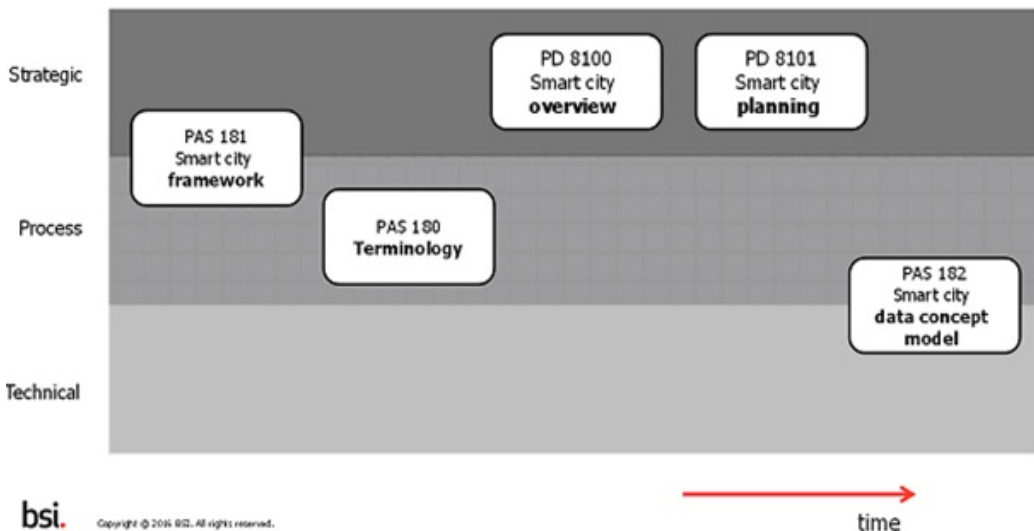 Strategic
PD 8100
Smart city
overview
PD 8101
Smart city
planning
PAS 181
Smart city
framework
Process
PAS 180
Terminology
PAS 182
Smart city
data concept
model
Technical
bsi.
Copyright @ 2016 BSI. All rights reserved.
time